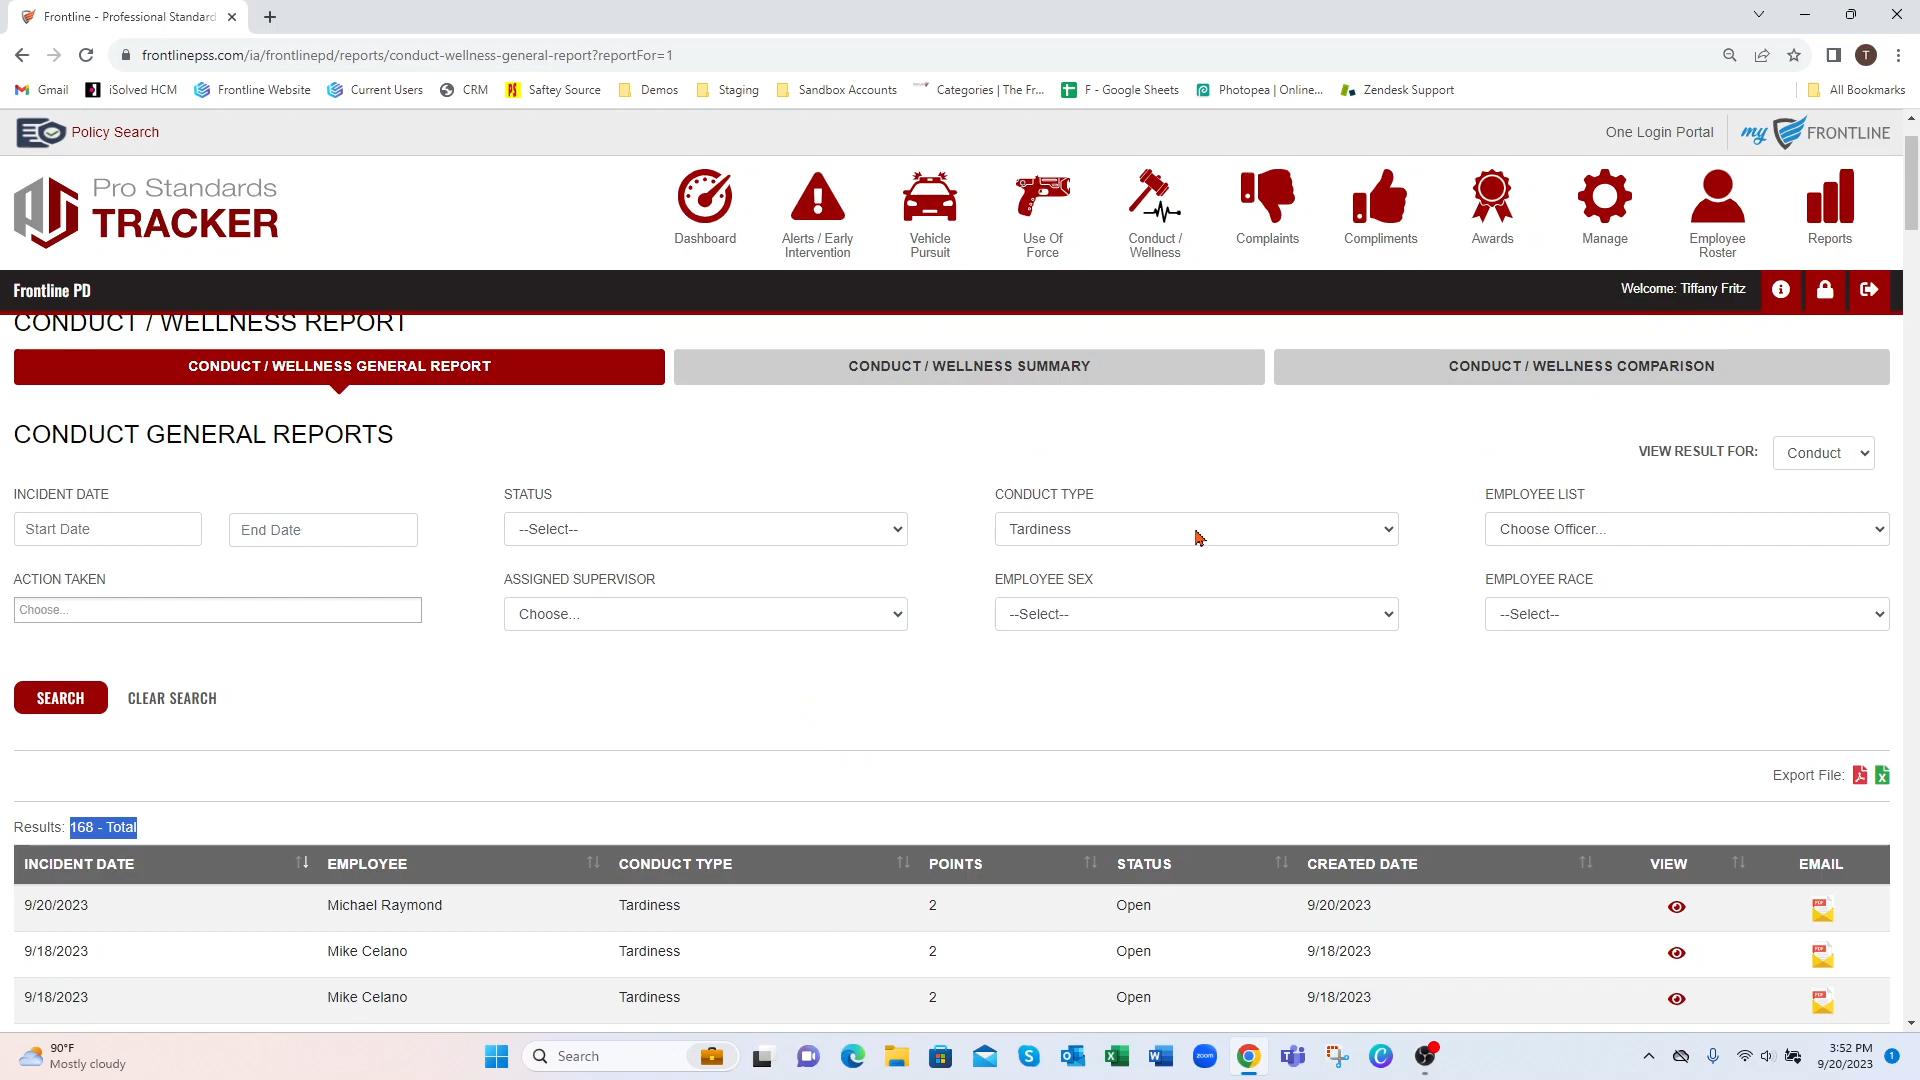 Frontline - Professional Standard
frontlinepss.com/ia/frontlinepd/reports/conduct-wellness-general-report?reportFor=1
T
Gmail iSolved HCM Frontline Website Current Users CRM PS Saftey Source Demos Staging Sandbox Accounts Categories | The Fr... F - Google Sheets Photopea | Online... Zendesk Support All Bookmarks
Policy Search One Login Portal my FRONTLINE
Pro Standards
TRACKER
Dashboard Alerts / Early Intervention Vehicle Pursuit Use Of Force Conduct / Wellness Complaints Compliments Awards Manage Employee Roster Reports
Frontline PD Welcome: Tiffany Fritz
CONDUCT / WELLNESS REPORT
CONDUCT / WELLNESS GENERAL REPORT CONDUCT / WELLNESS SUMMARY CONDUCT / WELLNESS COMPARISON
CONDUCT GENERAL REPORTS
VIEW RESULT FOR: Conduct
INCIDENT DATE STATUS CONDUCT TYPE EMPLOYEE LIST
Start Date End Date --Select-- Tardiness Choose Officer...
ACTION TAKEN ASSIGNED SUPERVISOR EMPLOYEE SEX EMPLOYEE RACE
Choose... Choose... --Select-- --Select--
SEARCH CLEAR SEARCH
Export File:
Results: 168 - Total
INCIDENT DATE EMPLOYEE CONDUCT TYPE POINTS STATUS CREATED DATE VIEW EMAIL
9/20/2023 Michael Raymond Tardiness 2 Open 9/20/2023
9/18/2023 Mike Celano Tardiness 2 Open 9/18/2023
9/18/2023 Mike Celano Tardiness 2 Open 9/18/2023
90°F
Mostly cloudy
Search
zoom
3:52 PM
9/20/2023
1